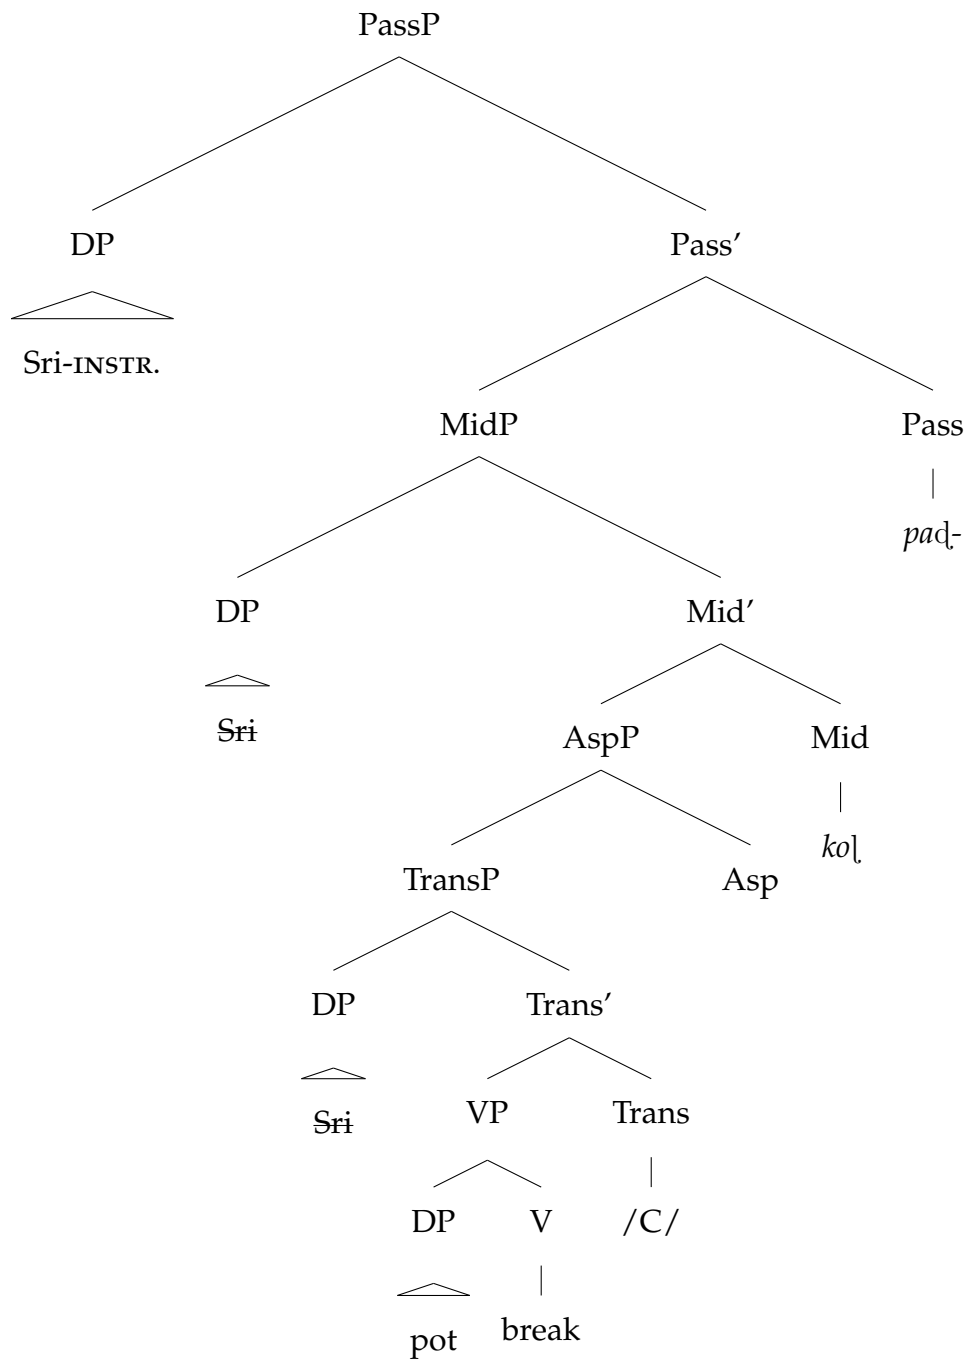 PassP
DP Pass’
Sri-INSTR.
MidP Pass
paḍ-
DP Mid’
Sri
AspP Mid
koɭ
TransP Asp
DP Trans’
Sri
VP Trans
DP V /C/
pot break